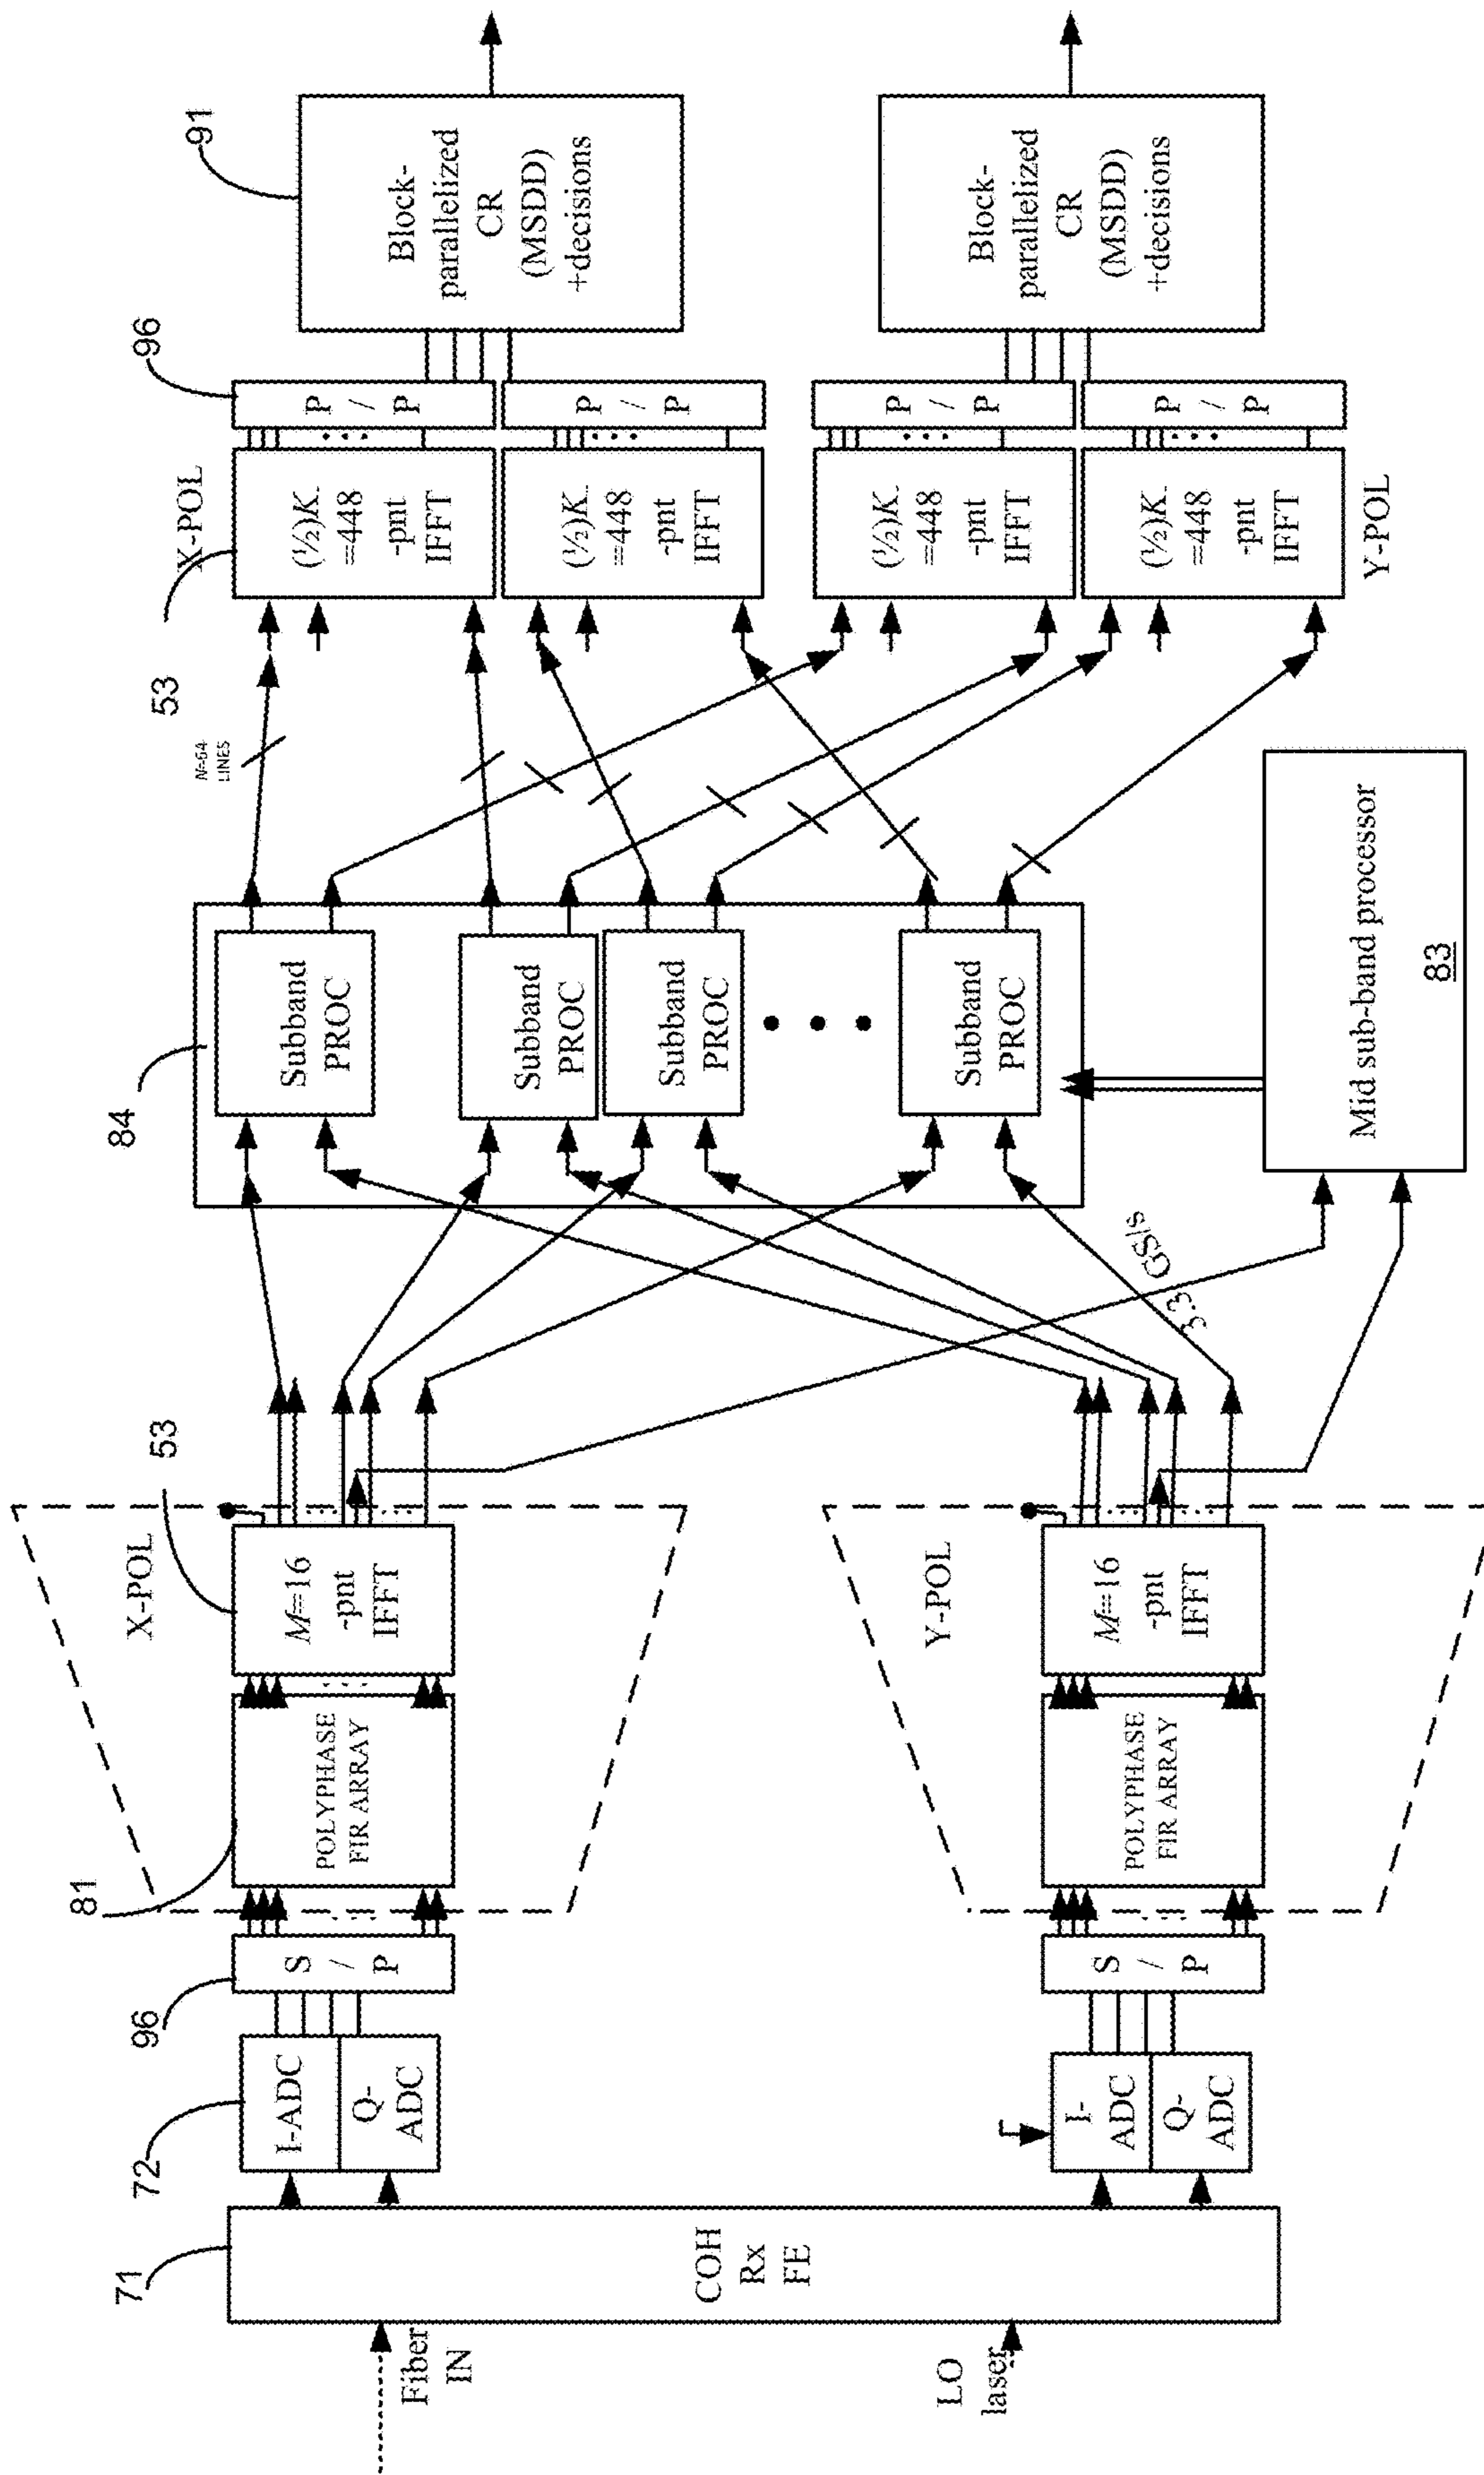 Fiber
IN
LO
laser
71
COH
Rx
FE
72
I-ADC
Q-
ADC
I-
ADC
Q-
ADC
96
S
/
P
S
/
P
81
POLYPHASE
FIR ARRAY
POLYPHASE
FIR ARRAY
X-POL
53
M=16
-pnt
IFFT
Y-POL
M=16
-pnt
IFFT
3.3 GS/s
84
Subband
PROC
Subband
PROC
Subband
PROC
Subband
PROC
Mid sub-band processor
83
N=64
LINES
53
X-POL
(½)K
=448
-pnt
IFFT
(½)K
=448
-pnt
IFFT
(½)K
=448
-pnt
IFFT
(½)K
=448
-pnt
IFFT
Y-POL
96
P
/
P
P
/
P
P
/
P
P
/
P
91
Block-
parallelized
CR
(MSDD)
+decisions
Block-
parallelized
CR
(MSDD)
+decisions